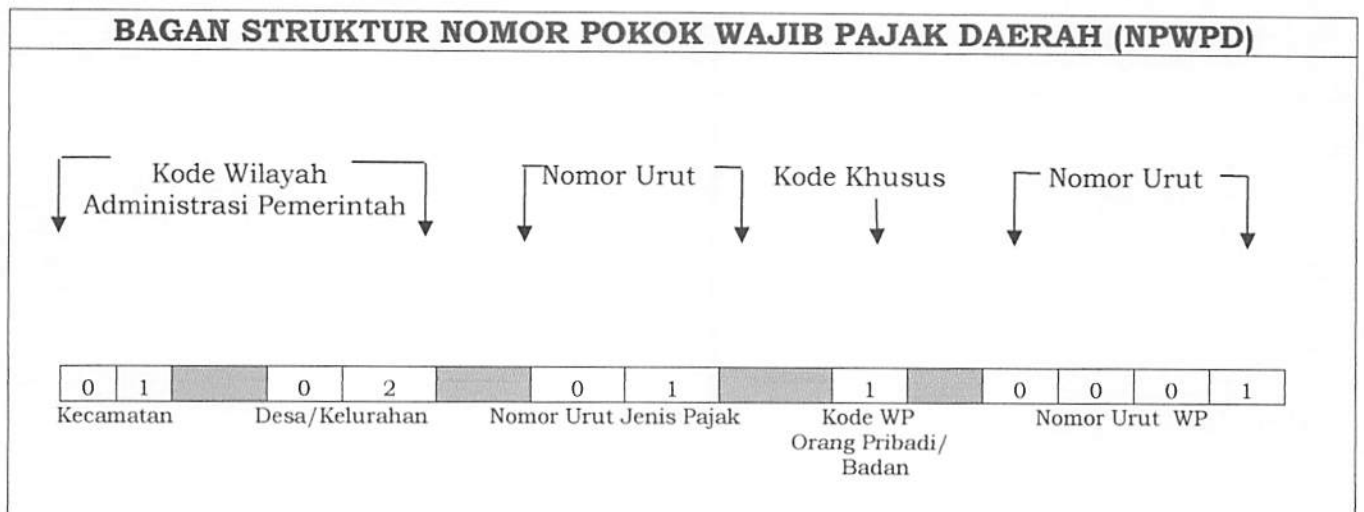 BAGAN STRUKTUR NOMOR POKOK WAJIB PAJAK DAERAH (NPWPD)
Kode Wilayah
Administrasi Pemerintah
Nomor Urut
Kode Khusus
Nomor Urut
0 1 0 2 0 1 1 0 0 0 1
Kecamatan
Desa/Kelurahan
Nomor Urut Jenis Pajak
Kode WP
Orang Pribadi/
Badan
Nomor Urut WP